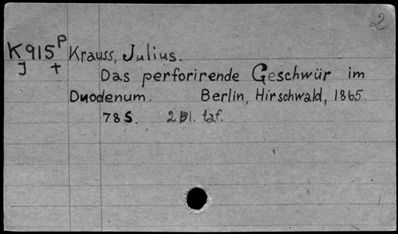 2
K915P Krauss, Julius.
J + Das perforirende Geschwür im
Duodenum. Berlin, Hirschwald, 1865.
78 S. 2 Bl. taf.